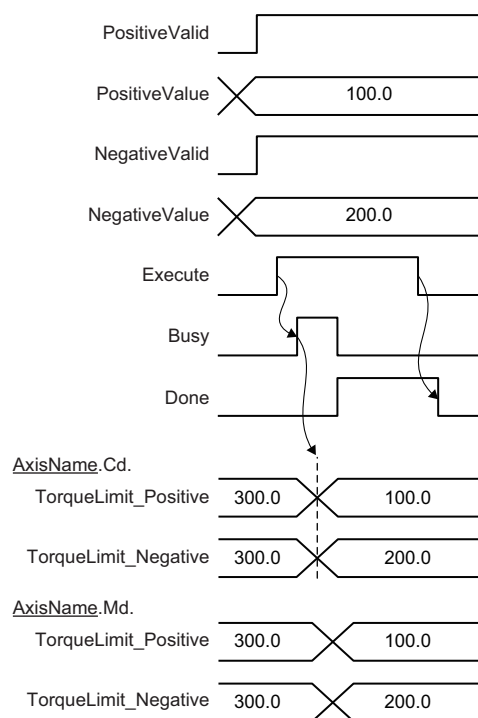 PositiveValid
PositiveValue 100.0
NegativeValid
NegativeValue 200.0
Execute
Busy
Done
AxisName.Cd.
TorqueLimit_Positive 300.0 100.0
TorqueLimit_Negative 300.0 200.0
AxisName.Md.
TorqueLimit_Positive 300.0 100.0
TorqueLimit_Negative 300.0 200.0